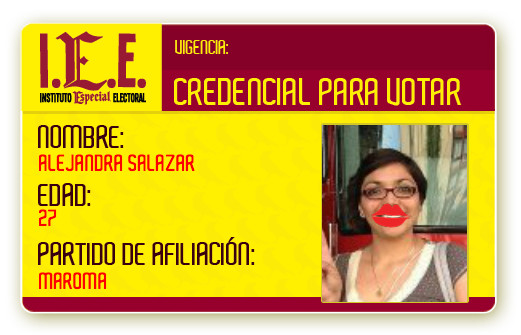 I.E.E.
INSTITUTO Especial ELECTORAL
VIGENCIA:
CREDENCIAL PARA VOTAR
NOMBRE:
ALEJANDRA SALAZAR
EDAD:
27
PARTIDO DE AFILIACIÓN:
MAROMA